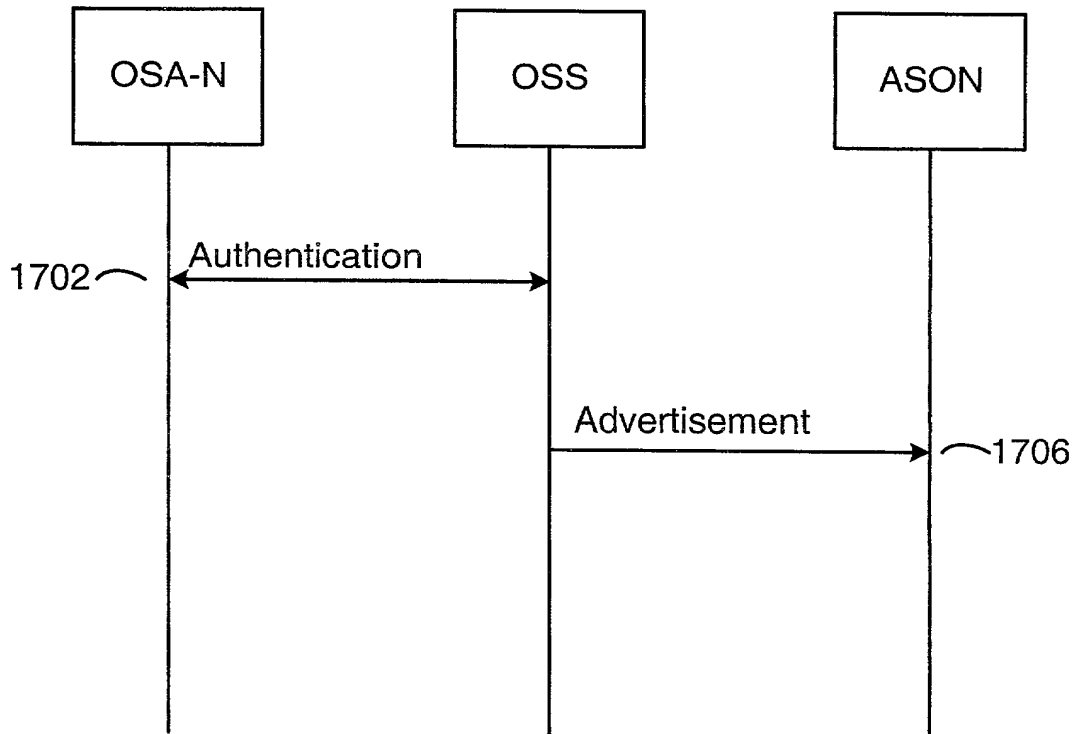 OSA-N
OSS
ASON
Authentication
1702
Advertisement
1706